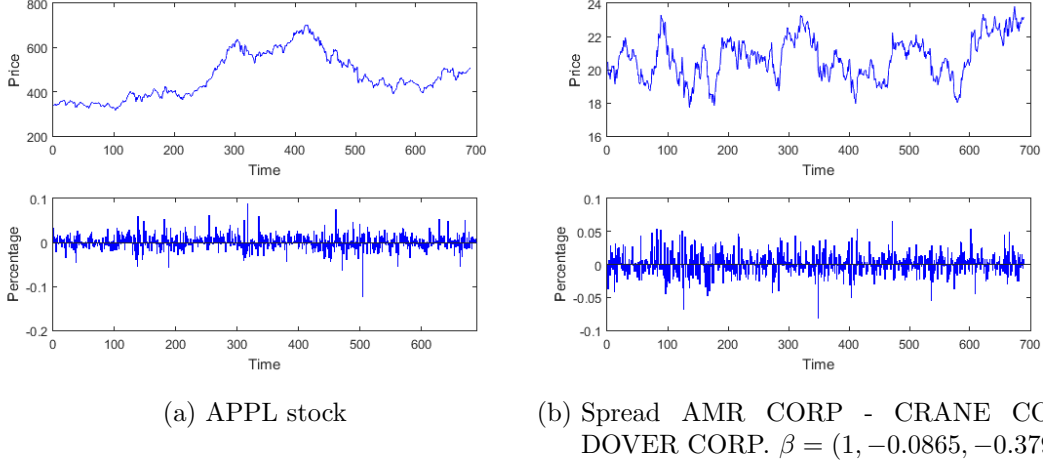 800
600
400
200
Price
0 100 200 300 400 500 600 700
Time
0.1
0
-0.1
-0.2
Percentage
0 100 200 300 400 500 600
Time
(a) APPL stock
24
22
20
18
16
Price
0 100 200 300 400 500 600 700
Time
0.1
0.05
0
-0.05
-0.1
Percentage
0 100 200 300 400 500 600 700
Time
(b) Spread AMR CORP - CRANE CO
DOVER CORP. β = (1, −0.0865, −0.379